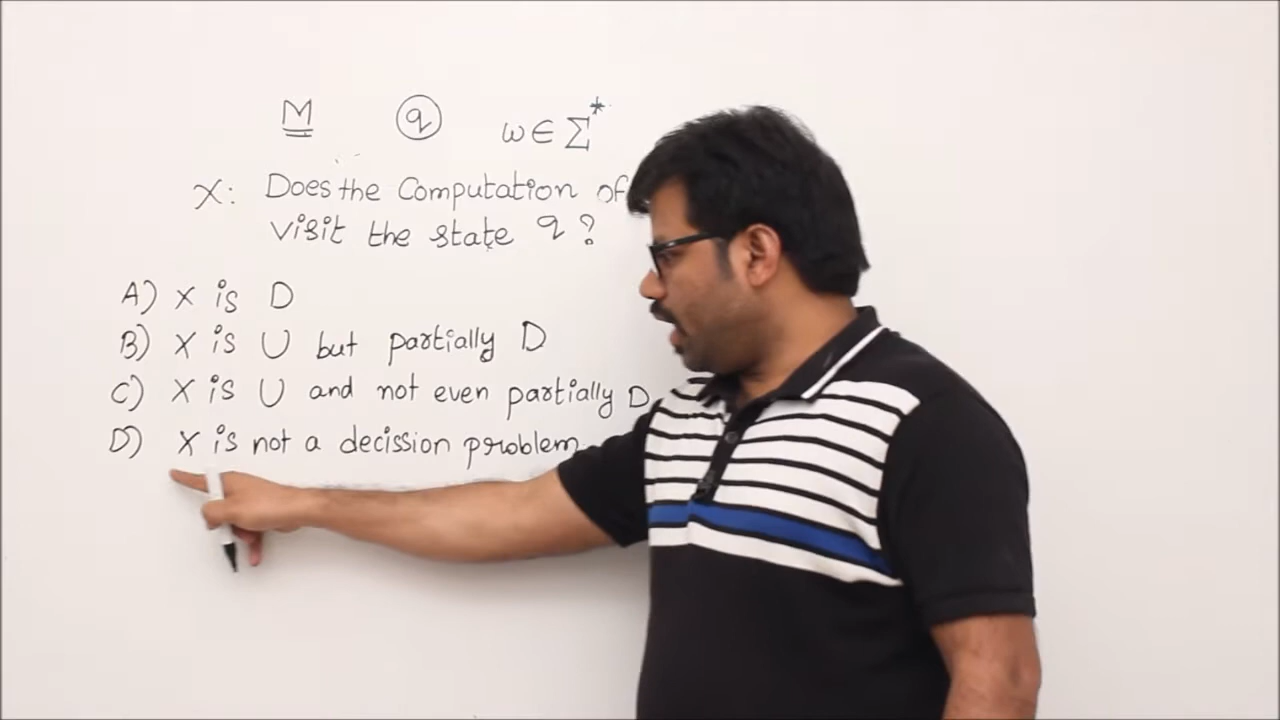 M q w ∈ Σ*
X: Does the Computation of
visit the state q?
A) X is D
B) X is U but partially D
C) X is U and not even partially D
D) X is not a decission problem